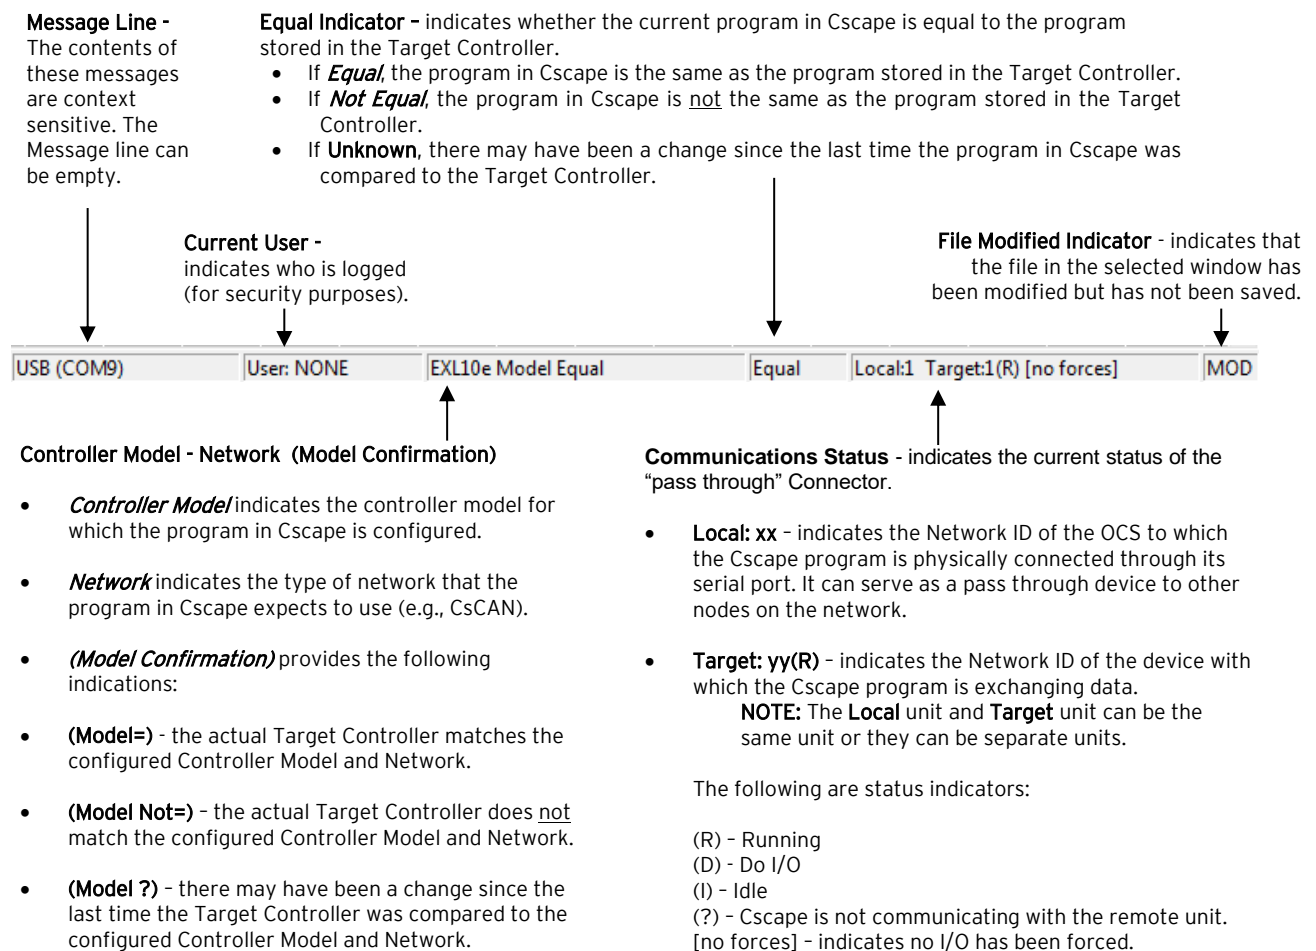 Message Line -
The contents of
these messages
are context
sensitive. The
Message line can
be empty.
Equal Indicator – indicates whether the current program in Cscape is equal to the program
stored in the Target Controller.
• If Equal, the program in Cscape is the same as the program stored in the Target Controller.
• If Not Equal, the program in Cscape is not the same as the program stored in the Target
Controller.
• If Unknown, there may have been a change since the last time the program in Cscape was
compared to the Target Controller.
Current User -
indicates who is logged
(for security purposes).
File Modified Indicator - indicates that
the file in the selected window has
been modified but has not been saved.
USB (COM9) User: NONE EXL10e Model Equal Equal Local:1 Target:1(R) [no forces] MOD
Controller Model - Network (Model Confirmation)
• Controller Model indicates the controller model for
which the program in Cscape is configured.
• Network indicates the type of network that the
program in Cscape expects to use (e.g., CsCAN).
• (Model Confirmation) provides the following
indications:
• (Model=) - the actual Target Controller matches the
configured Controller Model and Network.
• (Model Not=) – the actual Target Controller does not
match the configured Controller Model and Network.
• (Model ?) – there may have been a change since the
last time the Target Controller was compared to the
configured Controller Model and Network.
Communications Status - indicates the current status of the
“pass through” Connector.
• Local: xx – indicates the Network ID of the OCS to which
the Cscape program is physically connected through its
serial port. It can serve as a pass through device to other
nodes on the network.
• Target: yy(R) – indicates the Network ID of the device with
which the Cscape program is exchanging data.
NOTE: The Local unit and Target unit can be the
same unit or they can be separate units.
The following are status indicators:
(R) – Running
(D) - Do I/O
(I) – Idle
(?) – Cscape is not communicating with the remote unit.
[no forces] – indicates no I/O has been forced.